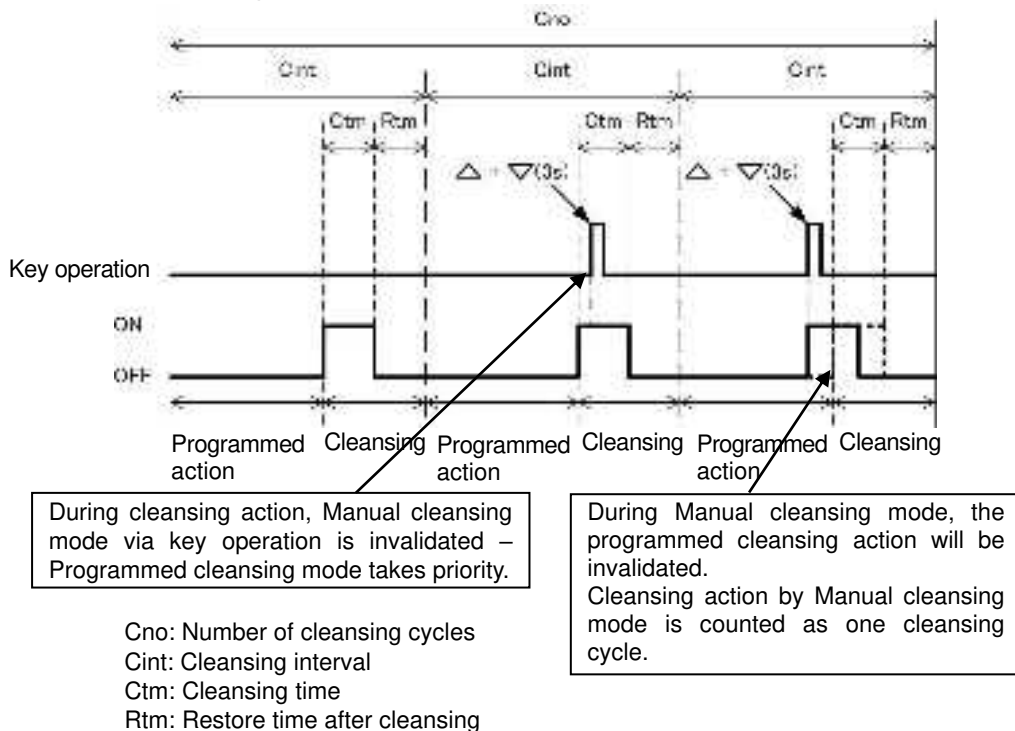 Cno
Cint Cint Cint
Ctm Rtm Ctm Rtm Ctm Rtm
△ + ▽(3s) △ + ▽(3s)
Key operation
ON
OFF
Programmed action
Cleansing
Programmed action
Cleansing
Programmed action
Cleansing
During cleansing action, Manual cleansing
mode via key operation is invalidated –
Programmed cleansing mode takes priority.
During Manual cleansing mode, the
programmed cleansing action will be
invalidated.
Cleansing action by Manual cleansing
mode is counted as one cleansing
cycle.
Cno: Number of cleansing cycles
Cint: Cleansing interval
Ctm: Cleansing time
Rtm: Restore time after cleansing